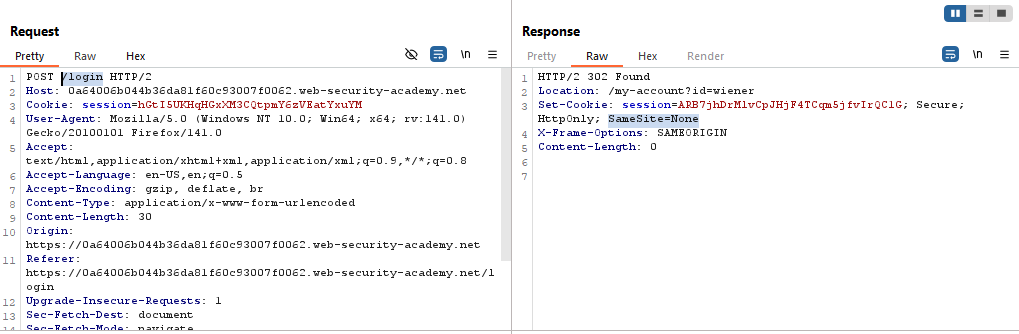 Request
Pretty Raw Hex
\n
1 POST /login HTTP/2
2 Host: 0a64006b044b36da81f60c93007f0062.web-security-academy.net
3 Cookie: session=hGtI5UKHqHGxXM3CQtpmY6zVEatYxuYM
4 User-Agent: Mozilla/5.0 (Windows NT 10.0; Win64; x64; rv:141.0)
Gecko/20100101 Firefox/141.0
5 Accept:
text/html,application/xhtml+xml,application/xml;q=0.9,*/*;q=0.8
6 Accept-Language: en-US,en;q=0.5
7 Accept-Encoding: gzip, deflate, br
8 Content-Type: application/x-www-form-urlencoded
9 Content-Length: 30
10 Origin:
https://0a64006b044b36da81f60c93007f0062.web-security-academy.net
11 Referer:
https://0a64006b044b36da81f60c93007f0062.web-security-academy.net/l
ogin
12 Upgrade-Insecure-Requests: 1
13 Sec-Fetch-Dest: document
14 Sec-Fetch-Mode: navigate
Response
Pretty Raw Hex Render
\n
1 HTTP/2 302 Found
2 Location: /my-account?id=wiener
3 Set-Cookie: session=ARB7jhDrMlvCpJHjF4TCqm5jfvIrQClG; Secure;
HttpOnly; SameSite=None
4 X-Frame-Options: SAMEORIGIN
5 Content-Length: 0
6
7